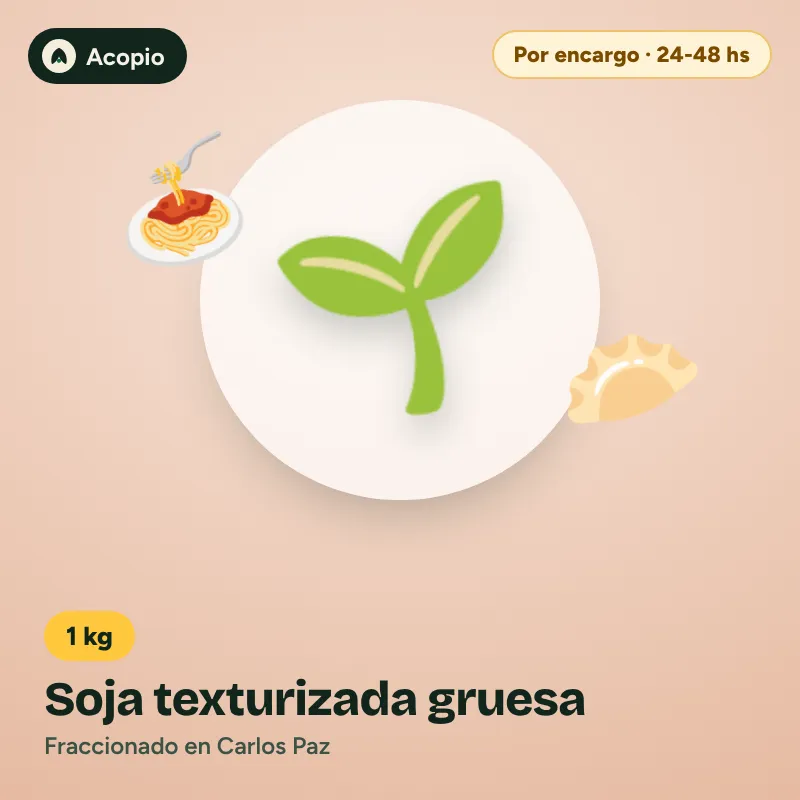 Acopio
Por encargo · 24-48 hs
1 kg
Soja texturizada gruesa
Fraccionado en Carlos Paz